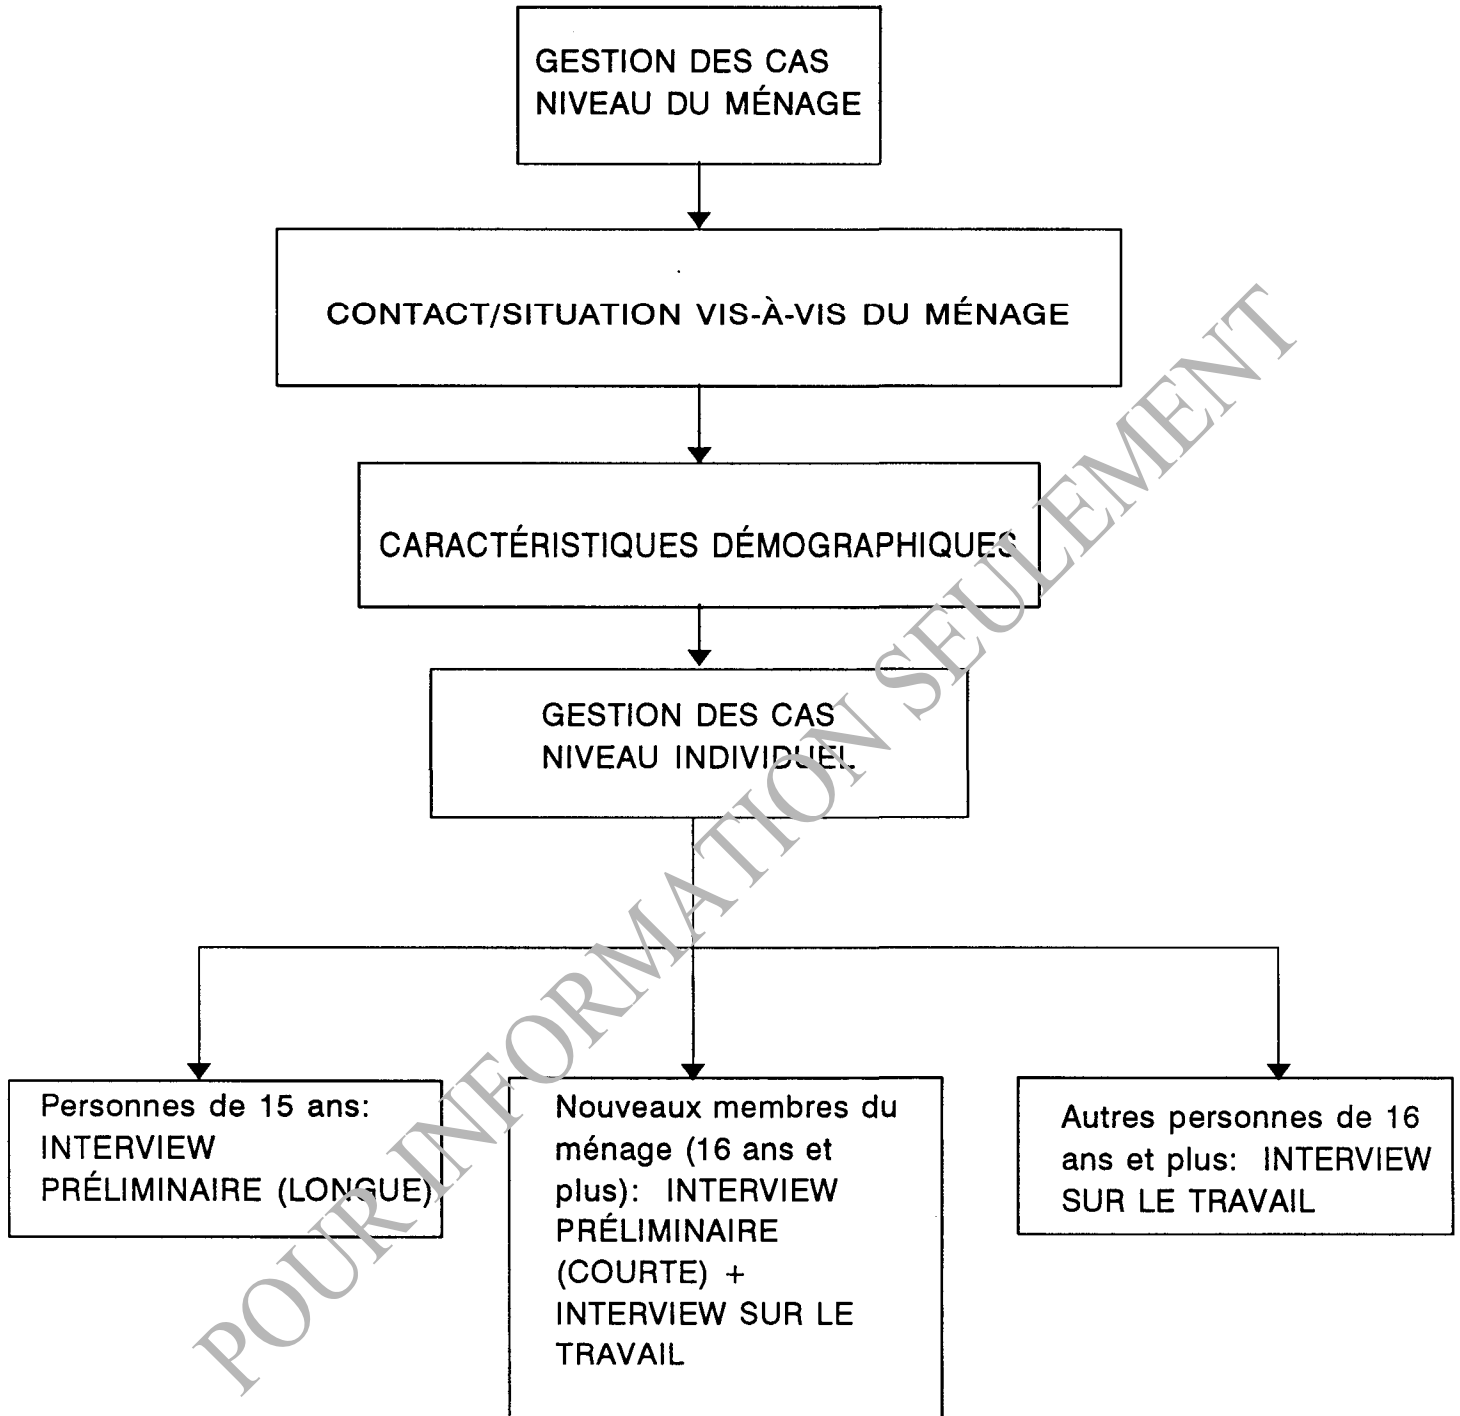 GESTION DES CAS
NIVEAU DU MÉNAGE
CONTACT/SITUATION VIS-À-VIS DU MÉNAGE
CARACTÉRISTIQUES DÉMOGRAPHIQUES
GESTION DES CAS
NIVEAU INDIVIDUEL
Personnes de 15 ans:
INTERVIEW
PRÉLIMINAIRE (LONGUE)
Nouveaux membres du
ménage (16 ans et
plus): INTERVIEW
PRÉLIMINAIRE
(COURTE) +
INTERVIEW SUR LE
TRAVAIL
Autres personnes de 16
ans et plus: INTERVIEW
SUR LE TRAVAIL
POUR INFORMATION SEULEMENT